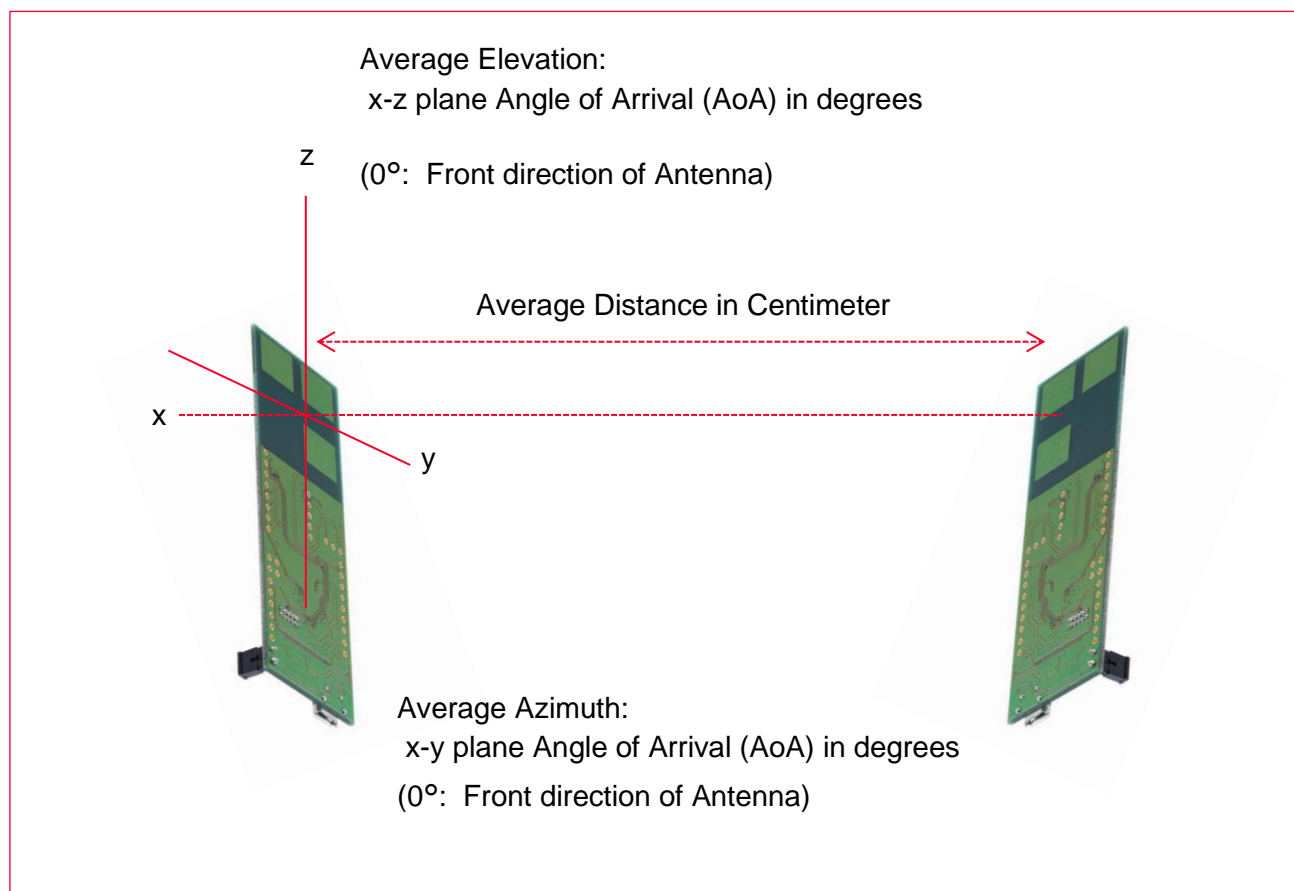 Average Elevation:
x-z plane Angle of Arrival (AoA) in degrees
z
(0°: Front direction of Antenna)
Average Distance in Centimeter
x
y
Average Azimuth:
x-y plane Angle of Arrival (AoA) in degrees
(0°: Front direction of Antenna)